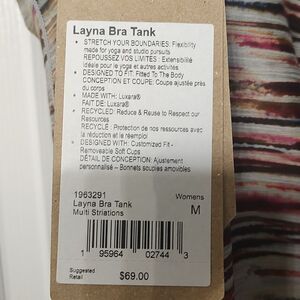 Layna Bra Tank
• STRETCH YOUR BOUNDARIES: Flexibility
made for yoga and studio pursuits
REPOUSSEZ VOS LIMITES : Extensibilité
idéale pour le yoga et autres activités
• DESIGNED TO FIT: Fitted To The Body
CONCEPTION ET COUPE: Coupe ajustée près
du corps
• MADE WITH: Luxara®
FAIT DE: Luxara®
• RECYCLED: Reduce & Reuse to Respect our
Resources
RECYCLÉ : Protection de nos ressources avec
la réduction et le réemploi
• DESIGNED WITH: Customized Fit -
Removeable Soft Cups
DÉTAIL DE CONCEPTION: Ajustement
personnalisé – Bonnets souples amovibles
1963291
Layna Bra Tank
Multi Striations
Womens
M
1 95964 02744 3
Suggested
Retail
$69.00